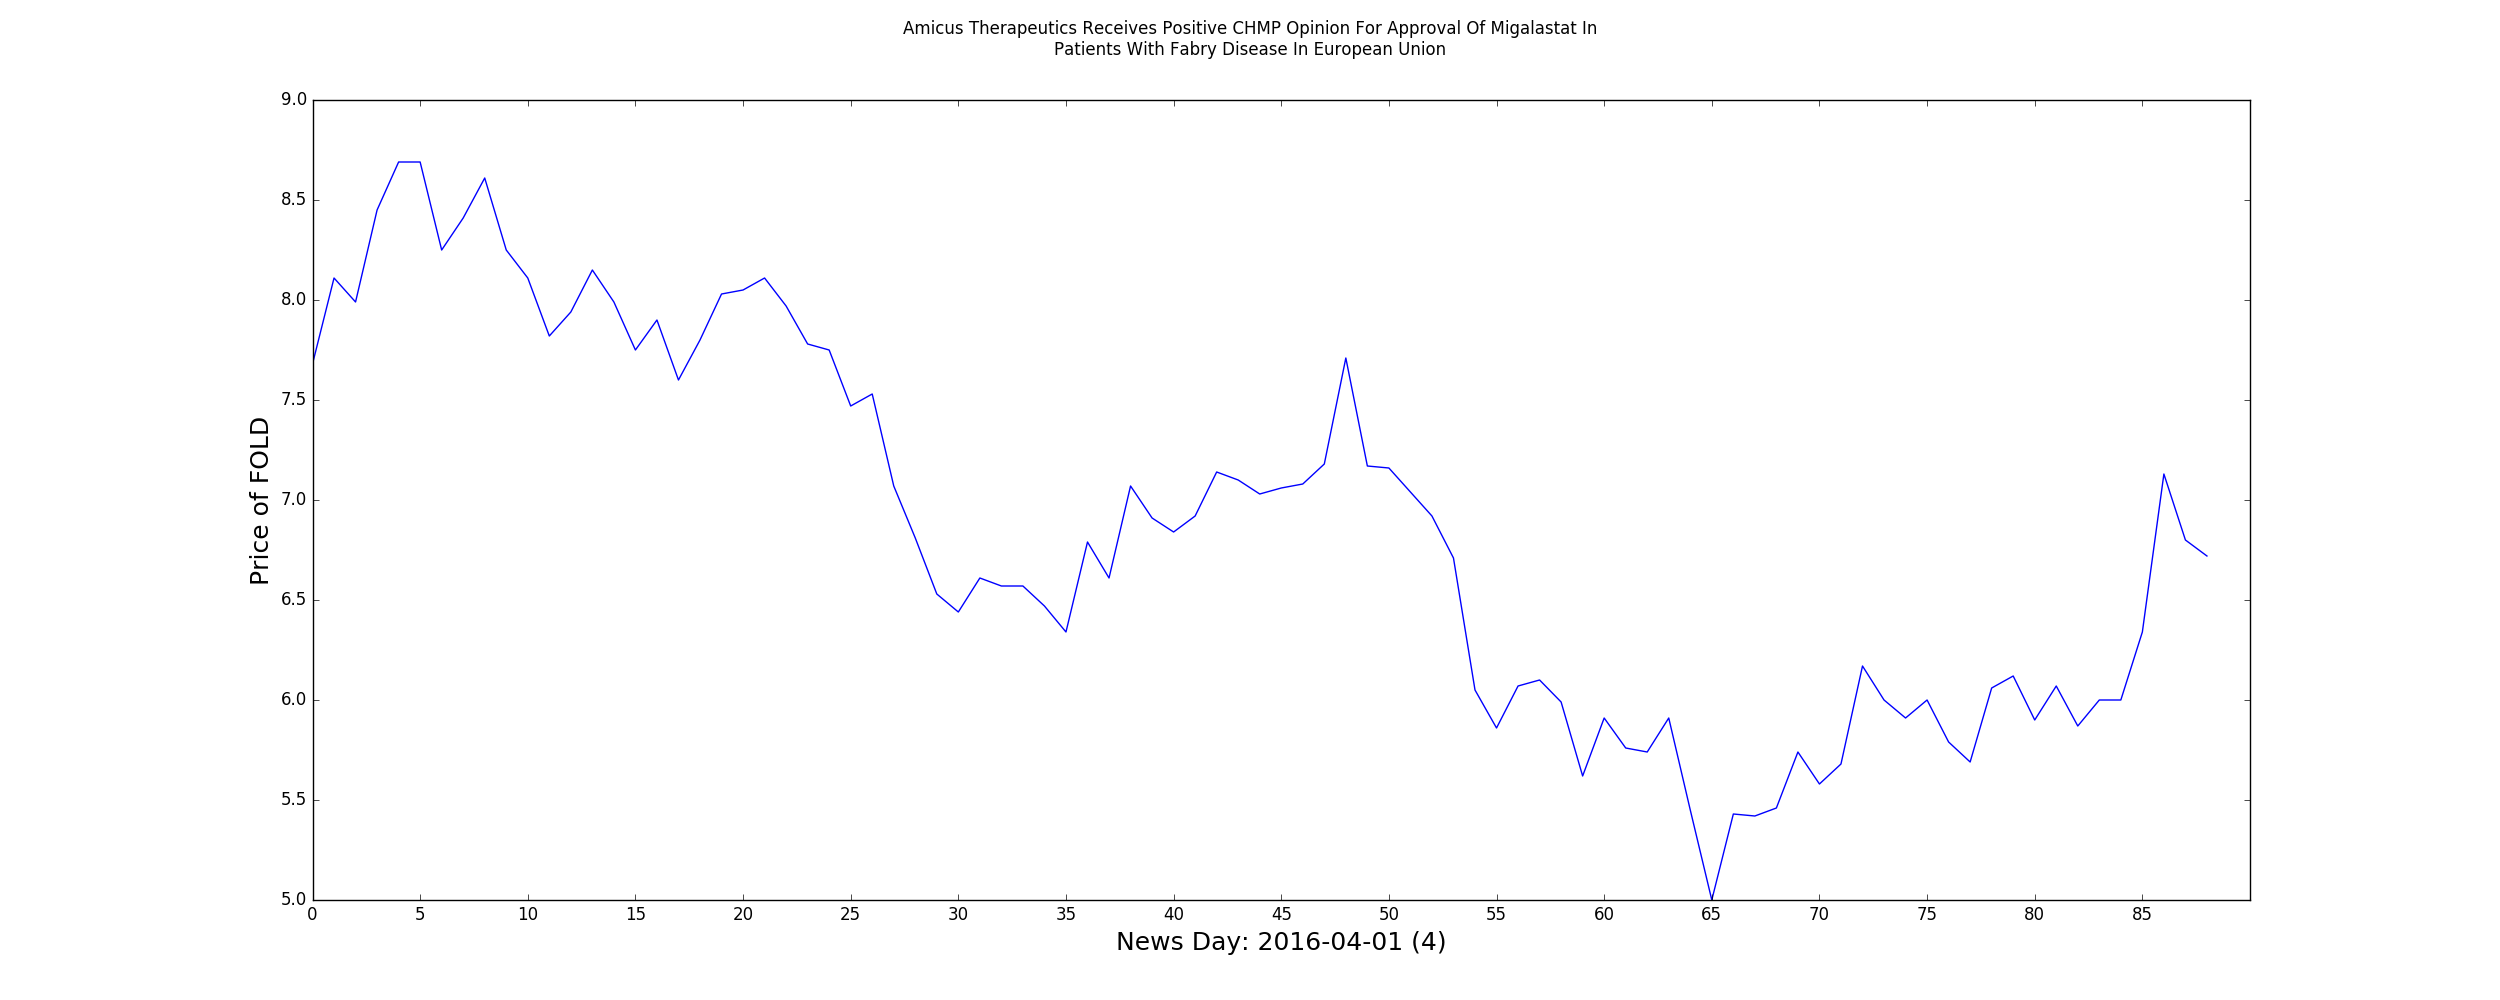 Amicus Therapeutics Receives Positive CHMP Opinion For Approval Of Migalastat In
Patients With Fabry Disease In European Union
9.0
8.5
8.0
7.5
7.0
6.5
6.0
5.5
5.0
Price of FOLD
0 5 10 15 20 25 30 35 40 45 50 55 60 65 70 75 80 85
News Day: 2016-04-01 (4)